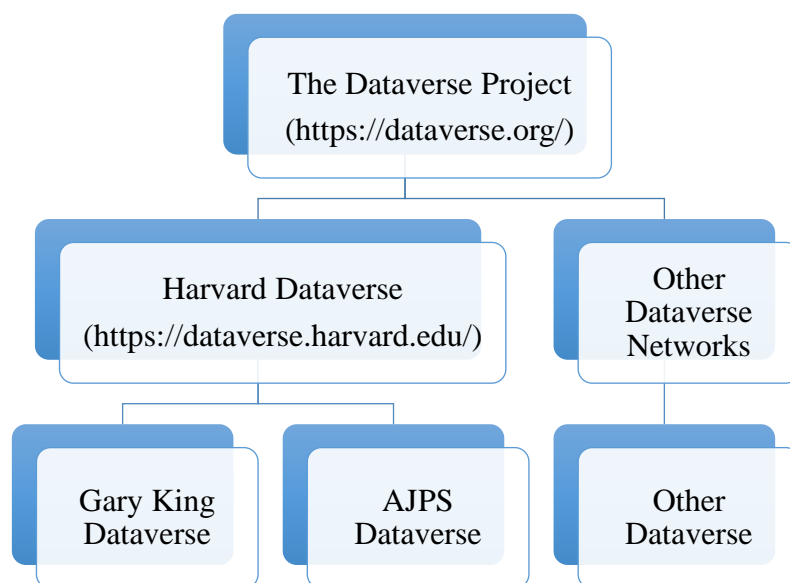 The Dataverse Project
(https://dataverse.org/)
Harvard Dataverse
(https://dataverse.harvard.edu/)
Other
Dataverse
Networks
Gary King
Dataverse
AJPS
Dataverse
Other
Dataverse